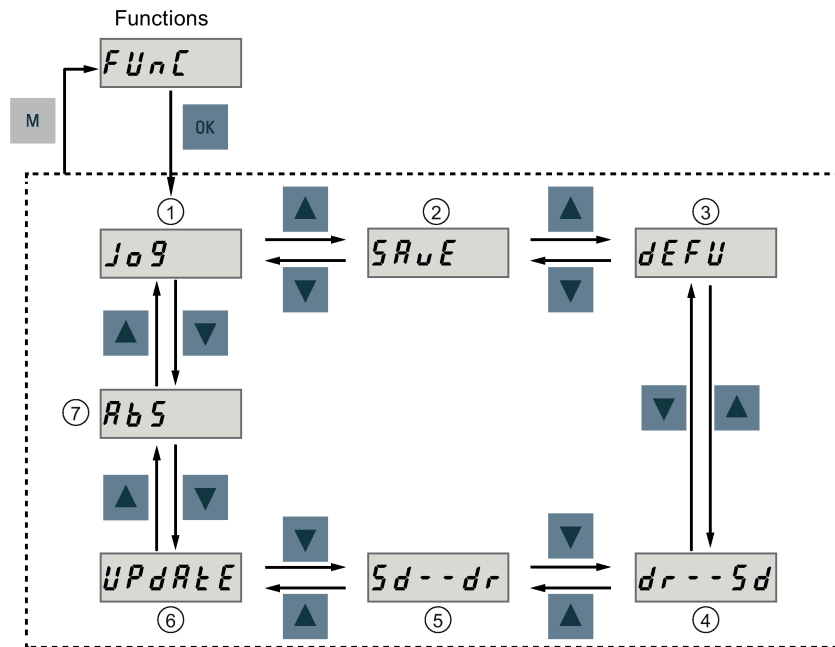 Functions
FUnC
M
OK
1
2
3
Jog
SAvE
dEFU
7
AbS
UPdAtE
Sd--dr
dr--Sd
6
5
4